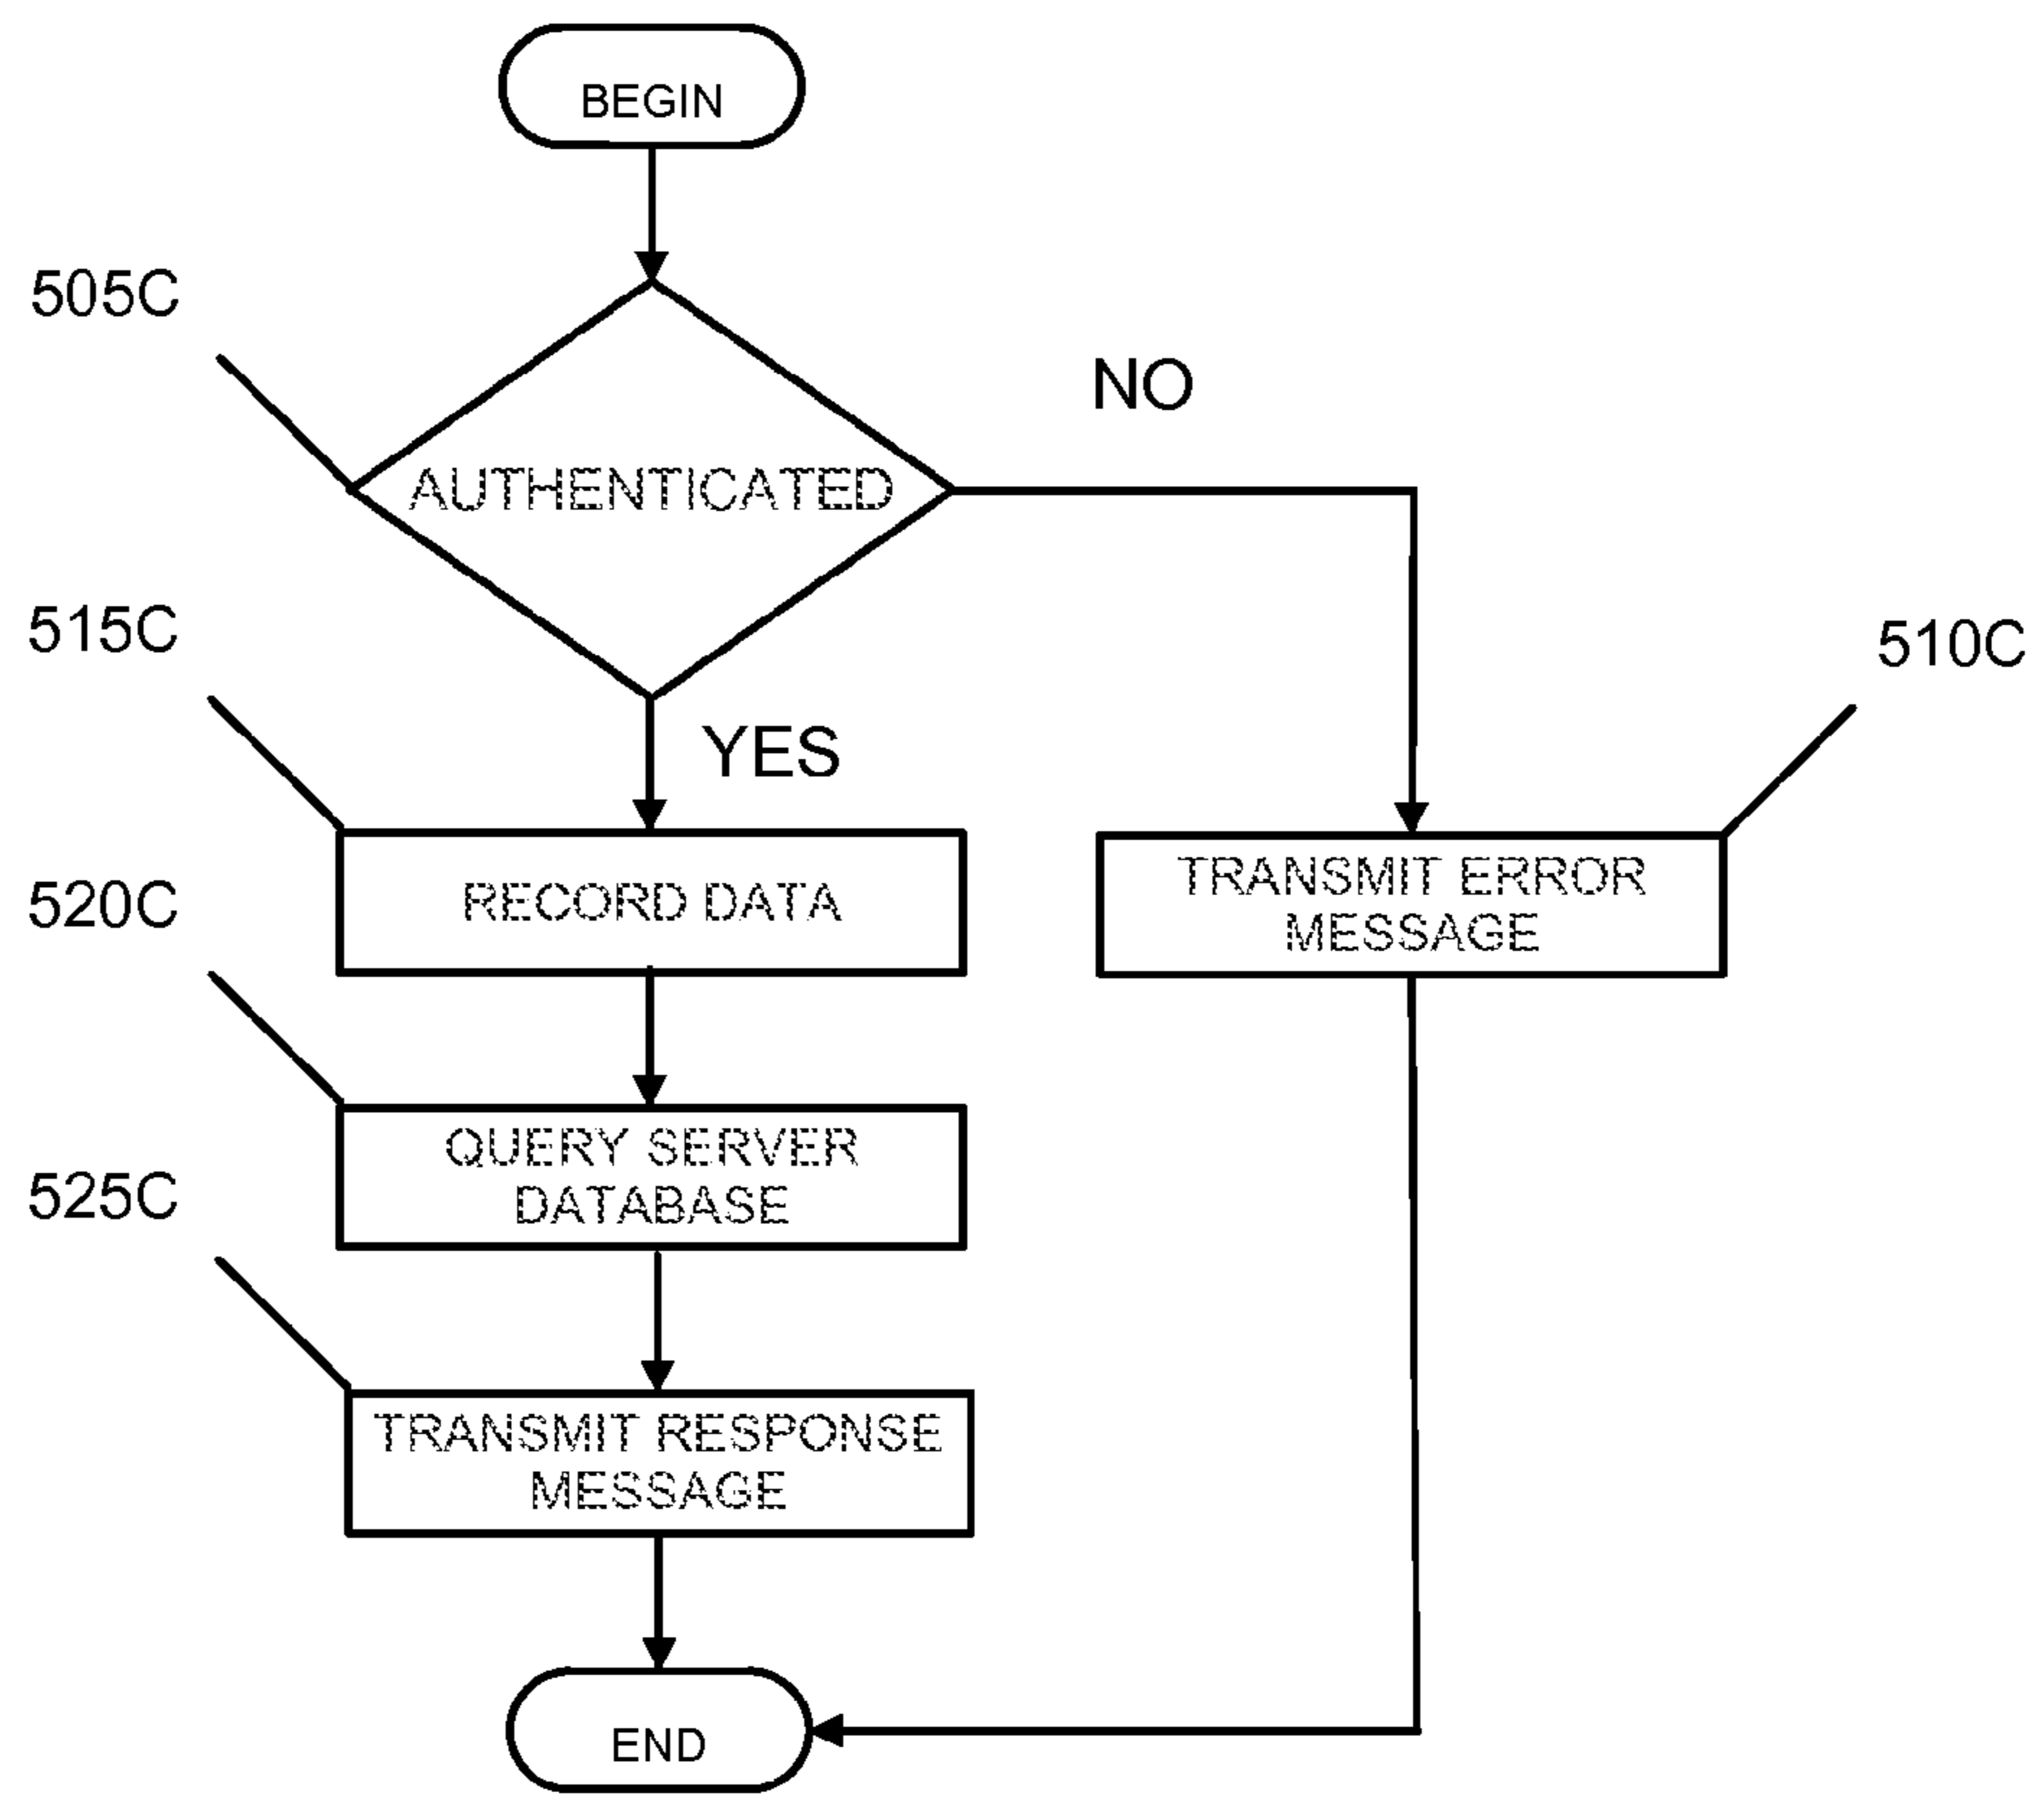 BEGIN
505C
NO
AUTHENTICATED
515C
510C
YES
RECORD DATA
TRANSMIT ERROR
MESSAGE
520C
QUERY SERVER
DATABASE
525C
TRANSMIT RESPONSE
MESSAGE
END